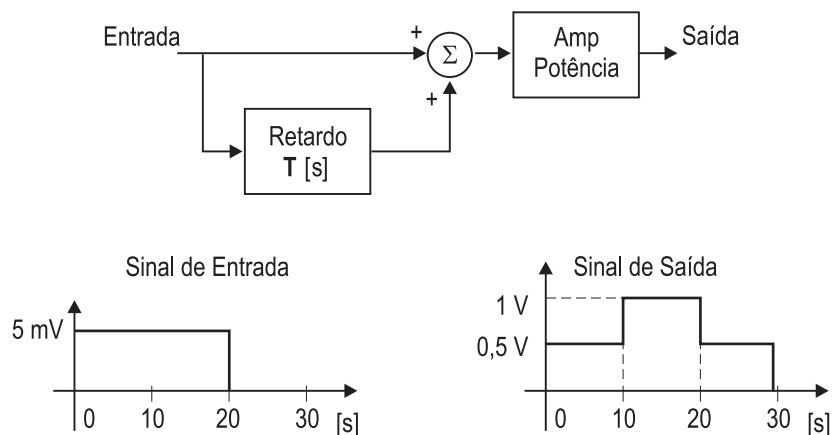 Entrada
+
Σ
+
Amp
Potência
Saída
Retardo
T [s]
Sinal de Entrada
5 mV
0 10 20 30 [s]
Sinal de Saída
1 V
0,5 V
0 10 20 30 [s]